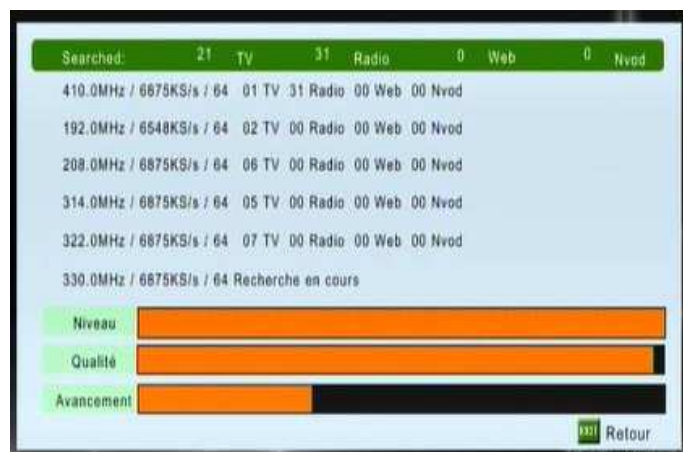 Searched: 21 TV 31 Radio 0 Web 0 Nvod
410.0MHz / 6875KS/s / 64 01 TV 31 Radio 00 Web 00 Nvod
192.0MHz / 6548KS/s / 64 02 TV 00 Radio 00 Web 00 Nvod
208.0MHz / 6875KS/s / 64 06 TV 00 Radio 00 Web 00 Nvod
314.0MHz / 6875KS/s / 64 05 TV 00 Radio 00 Web 00 Nvod
322.0MHz / 6875KS/s / 64 07 TV 00 Radio 00 Web 00 Nvod
330.0MHz / 6875KS/s / 64 Recherche en cours
Niveau
Qualité
Avancement
EXIT Retour